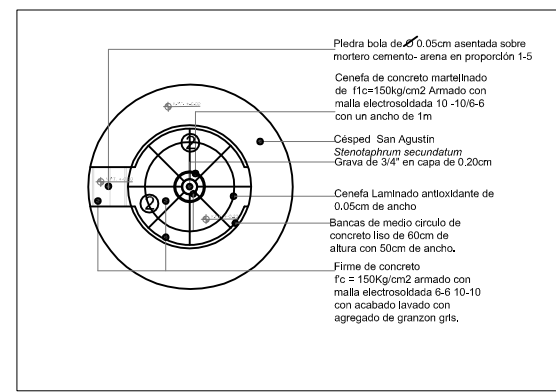 Piedra bola de Ø 0.05cm asentada sobre
mortero cemento- arena en proporción 1-5
Cenefa de concreto martelinado
de f1c=150kg/cm2 Armado con
malla electrosoldada 10 -10/6-6
con un ancho de 1m
Césped San Agustin
Stenotaphrum secundatum
Grava de 3/4" en capa de 0.20cm
Cenefa Laminado antioxidante de
0.05cm de ancho
Bancas de medio circulo de
concreto liso de 60cm de
altura con 50cm de ancho.
Firme de concreto
f'c = 150Kg/cm2 armado con
malla electrosoldada 6-6 10-10
con acabado lavado con
agregado de granzon gris.
2
2